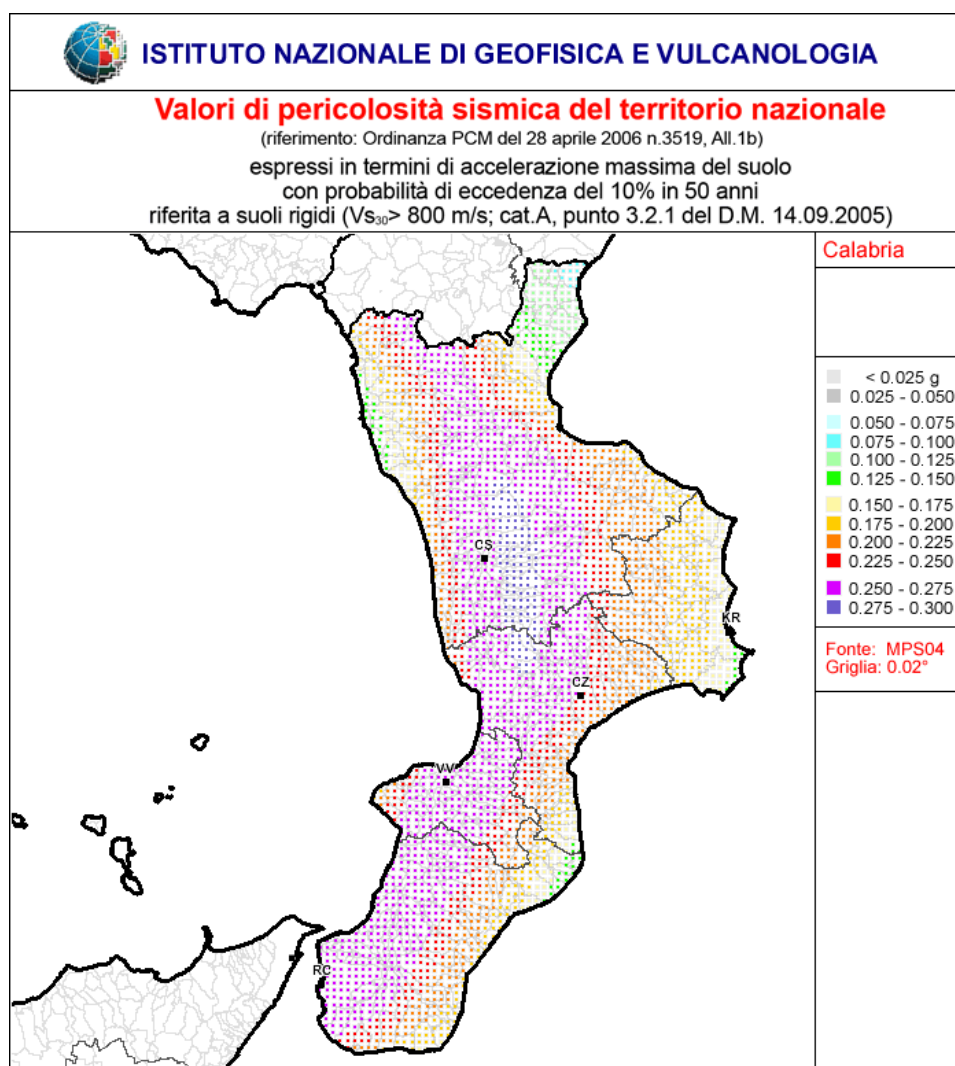 ISTITUTO NAZIONALE DI GEOFISICA E VULCANOLOGIA
Valori di pericolosità sismica del territorio nazionale
(riferimento: Ordinanza PCM del 28 aprile 2006 n.3519, All.1b)
espressi in termini di accelerazione massima del suolo
con probabilità di eccedenza del 10% in 50 anni
riferita a suoli rigidi (Vs30> 800 m/s; cat.A, punto 3.2.1 del D.M. 14.09.2005)
Calabria
< 0.025 g
0.025 - 0.050
0.050 - 0.075
0.075 - 0.100
0.100 - 0.125
0.125 - 0.150
0.150 - 0.175
0.175 - 0.200
0.200 - 0.225
0.225 - 0.250
0.250 - 0.275
0.275 - 0.300
Fonte: MPS04
Griglia: 0.02°
CS
KR
CZ
VV
RC